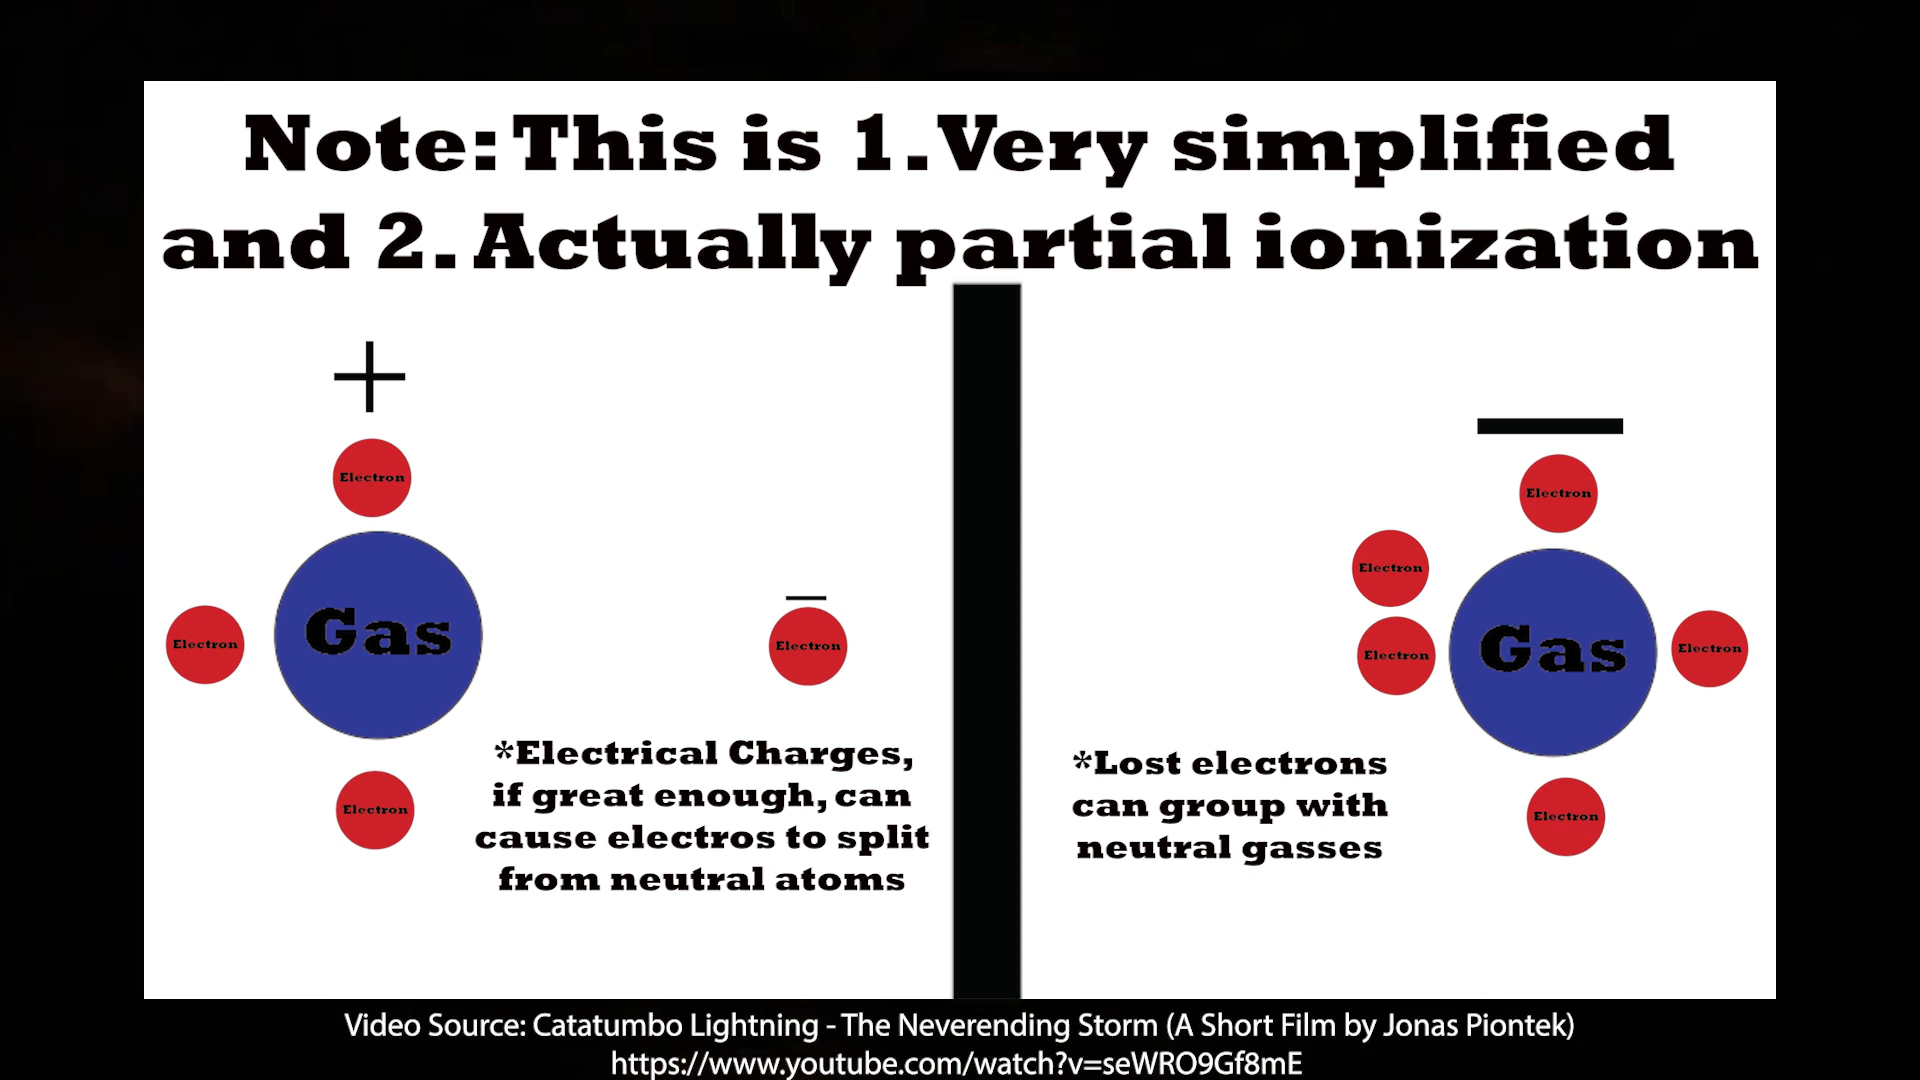 Note: This is 1. Very simplified
and 2. Actually partial ionization
+
Electron
Electron
Gas
Electron
—
Electron
*Electrical Charges,
if great enough, can
cause electros to split
from neutral atoms
—
Electron
Electron
Electron
Gas
Electron
Electron
*Lost electrons
can group with
neutral gasses
Video Source: Catatumbo Lightning - The Neverending Storm (A Short Film by Jonas Piontek)
https://www.youtube.com/watch?v=seWRO9Gf8mE